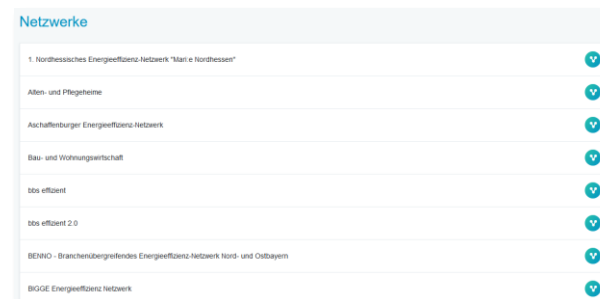 Netzwerke
1. Nordhessisches Energieeffizienz-Netzwerk "Mari:e Nordhessen"
Alten- und Pflegeheime
Aschaffenburger Energieeffizienz-Netzwerk
Bau- und Wohnungswirtschaft
bbs effizient
bbs effizient 2.0
BENNO - Branchenübergreifendes Energieeffizienz-Netzwerk Nord- und Ostbayern
BIGGE Energieeffizienz Netzwerk